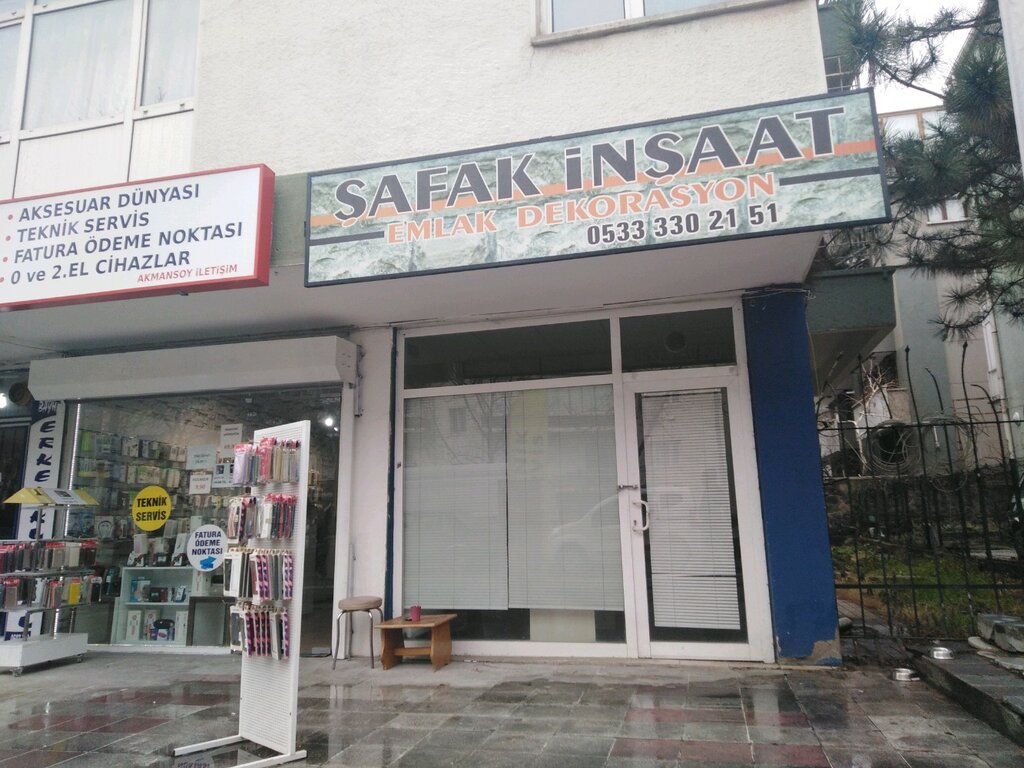 • AKSESUAR DÜNYASI
• TEKNİK SERVİS
• FATURA ÖDEME NOKTASI
• 0 ve 2.EL CİHAZLAR
AKMANSOY İLETİŞİM
ŞAFAK İNŞAAT
EMLAK DEKORASYON
0533 330 21 51
TEKNİK
SERVİS
FATURA
ÖDEME
NOKTASI